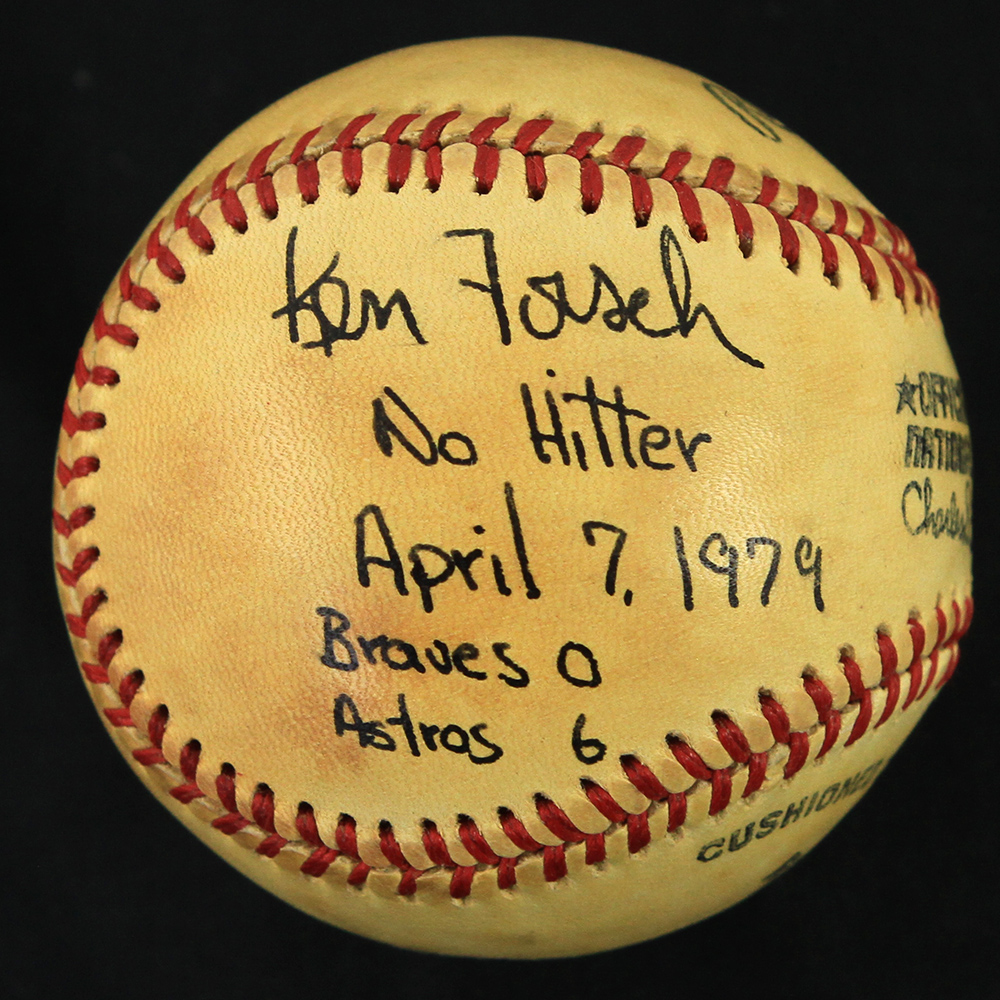 Ken Forsch
No Hitter
April 7, 1979
Braves 0
Astros 6
CUSHIONED